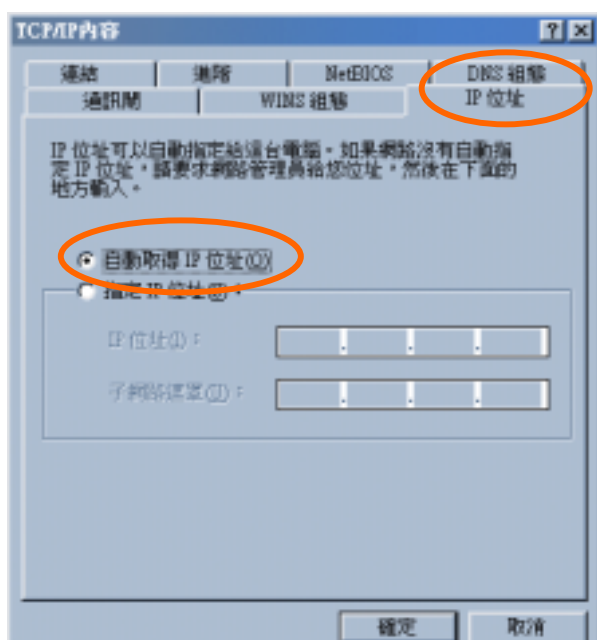 TCP/IP內容
連結 進階 NetBIOS DNS 組態
通訊閘 WINS 組態 IP 位址
IP 位址可以自動指定給這台電腦。如果網路沒有自動指
定 IP 位址，請要求網路管理員給您位址，然後在下面的
地方輸入。
自動取得 IP 位址(O)
指定 IP 位址(S)：
IP 位址(I)：
子網路遮罩(U)：
確定 取消